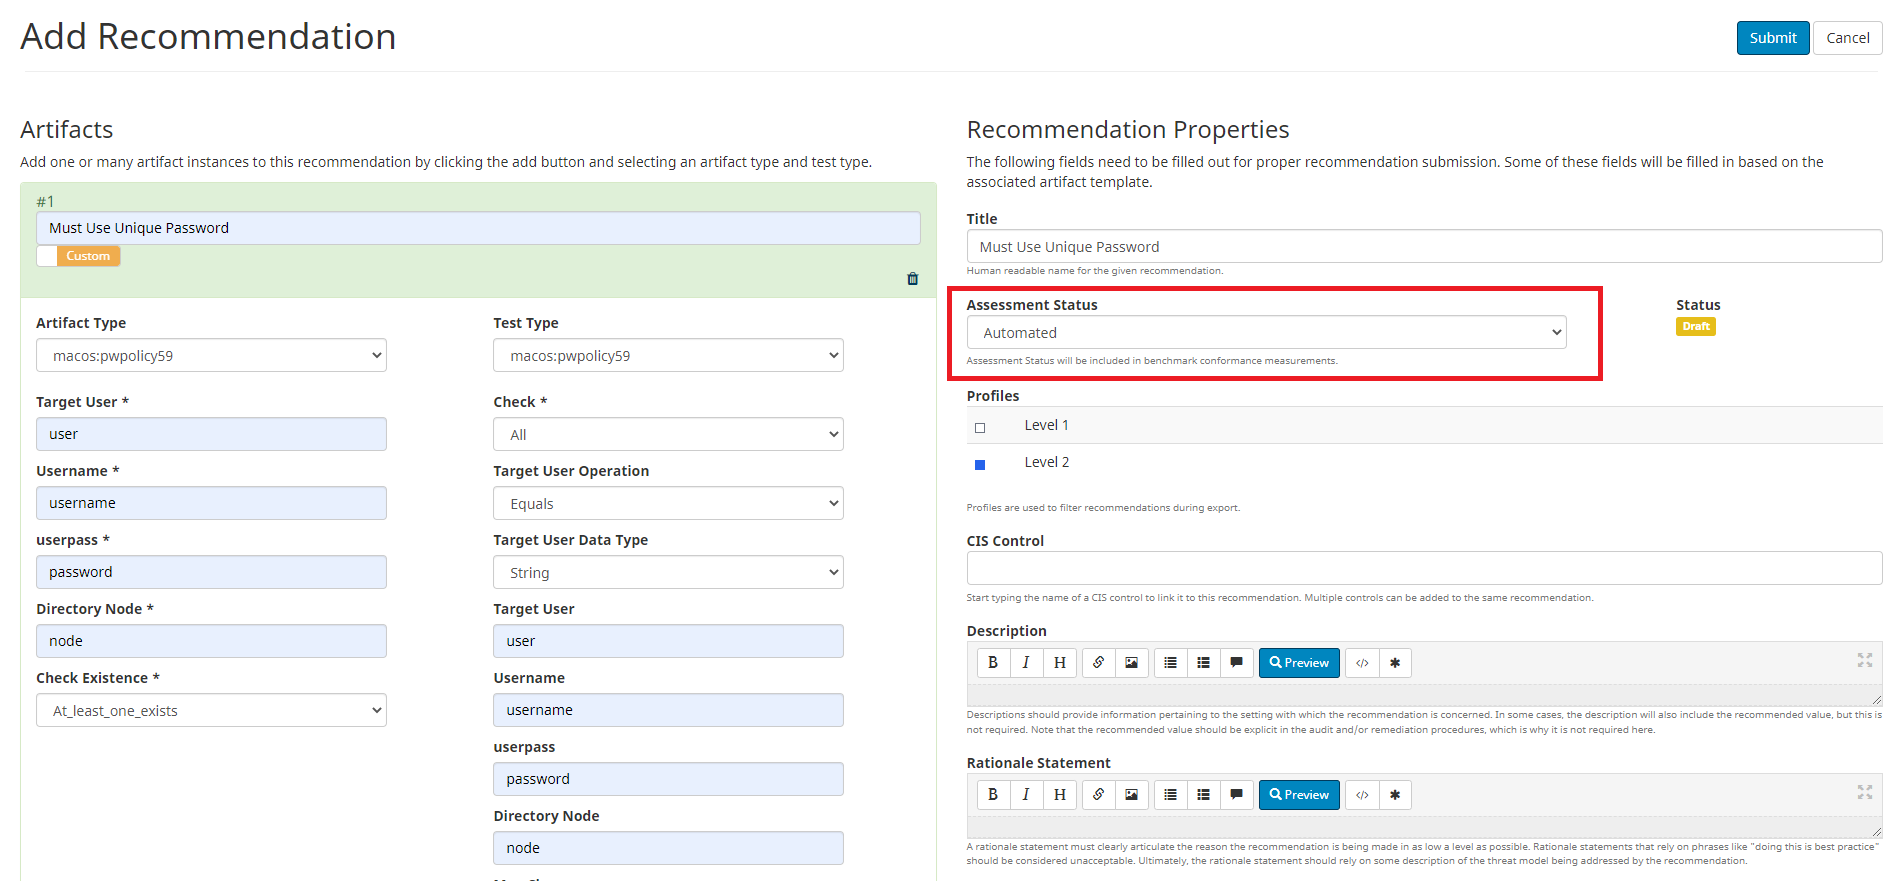 Add Recommendation
Submit
Cancel
Artifacts
Add one or many artifact instances to this recommendation by clicking the add button and selecting an artifact type and test type.
#1
Must Use Unique Password
Custom
Artifact Type
macos:pwpolicy59
Target User *
user
Username *
username
userpass *
password
Directory Node *
node
Check Existence *
At_least_one_exists
Test Type
macos:pwpolicy59
Check *
All
Target User Operation
Equals
Target User Data Type
String
Target User
user
Username
username
userpass
password
Directory Node
node
Recommendation Properties
The following fields need to be filled out for proper recommendation submission. Some of these fields will be filled in based on the
associated artifact template.
Title
Must Use Unique Password
Human readable name for the given recommendation.
Assessment Status
Automated
Assessment Status will be included in benchmark conformance measurements.
Status
Draft
Profiles
Level 1
Level 2
Profiles are used to filter recommendations during export.
CIS Control
Start typing the name of a CIS control to link it to this recommendation. Multiple controls can be added to the same recommendation.
Description
B I H Preview </> *
Descriptions should provide information pertaining to the setting with which the recommendation is concerned. In some cases, the description will also include the recommended value, but this is
not required. Note that the recommended value should be explicit in the audit and/or remediation procedures, which is why it is not required here.
Rationale Statement
B I H Preview </> *
A rationale statement must clearly articulate the reason the recommendation is being made in as low a level as possible. Rationale statements that rely on phrases like "doing this is best practice"
should be considered unacceptable. Ultimately, the rationale statement should rely on some description of the threat model being addressed by the recommendation.